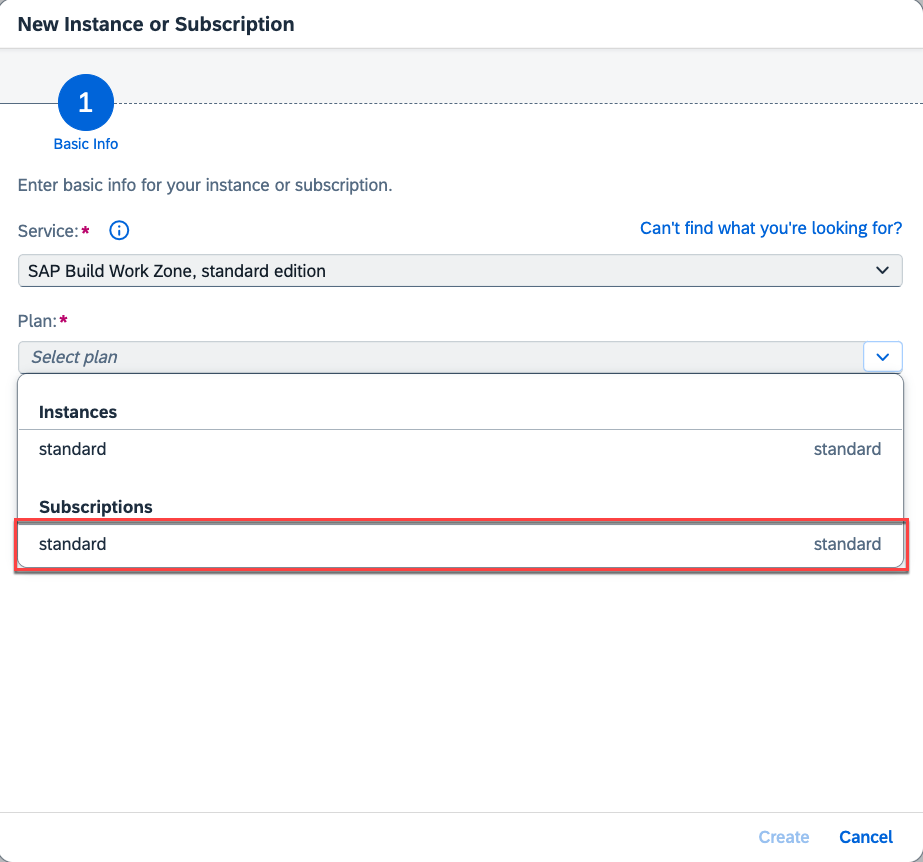 New Instance or Subscription
1
Basic Info
Enter basic info for your instance or subscription.
Service:*
Can't find what you're looking for?
SAP Build Work Zone, standard edition
Plan:*
Select plan
Instances
standard standard
Subscriptions
standard standard
Create Cancel